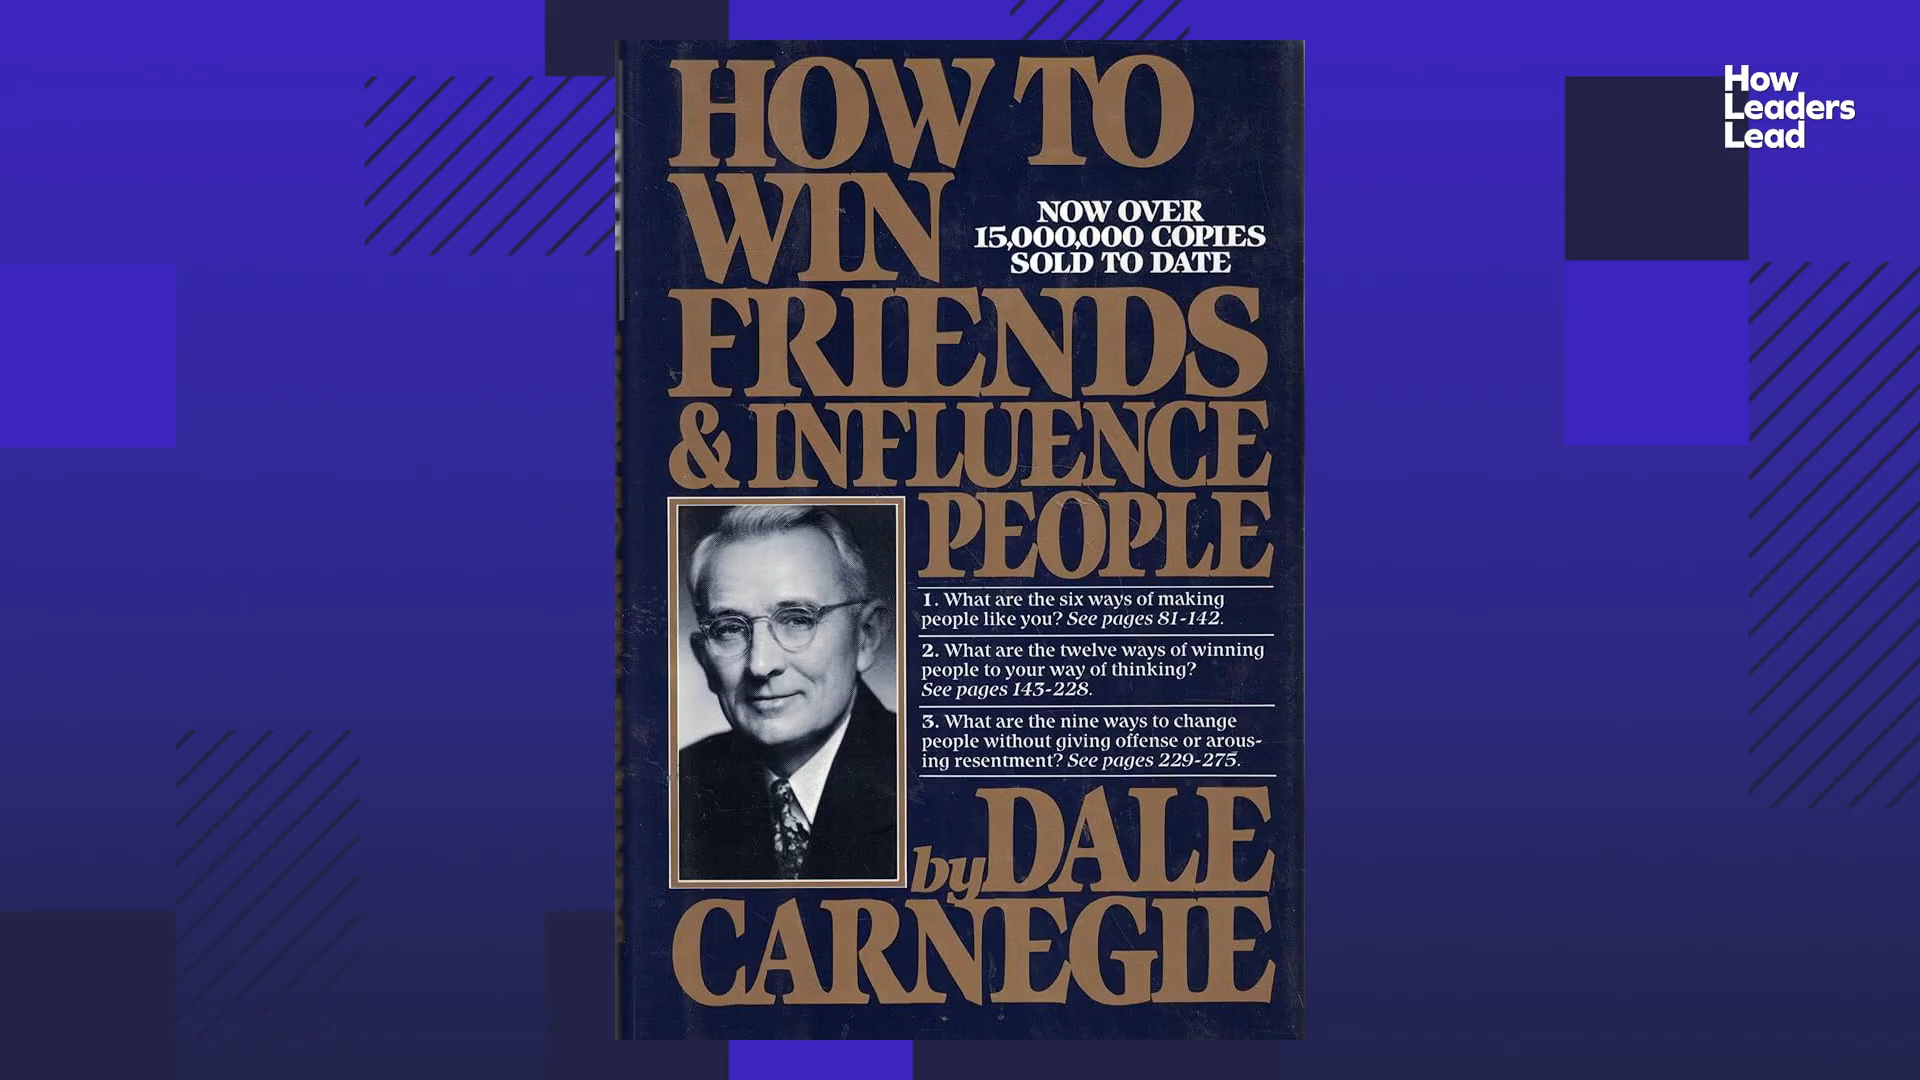 HOW TO
WIN
NOW OVER
15,000,000 COPIES
SOLD TO DATE
FRIENDS
& INFLUENCE
PEOPLE
1. What are the six ways of making
people like you? See pages 81-142.
2. What are the twelve ways of winning
people to your way of thinking?
See pages 143-228.
3. What are the nine ways to change
people without giving offense or arous-
ing resentment? See pages 229-275.
by DALE
CARNEGIE
How
Leaders
Lead